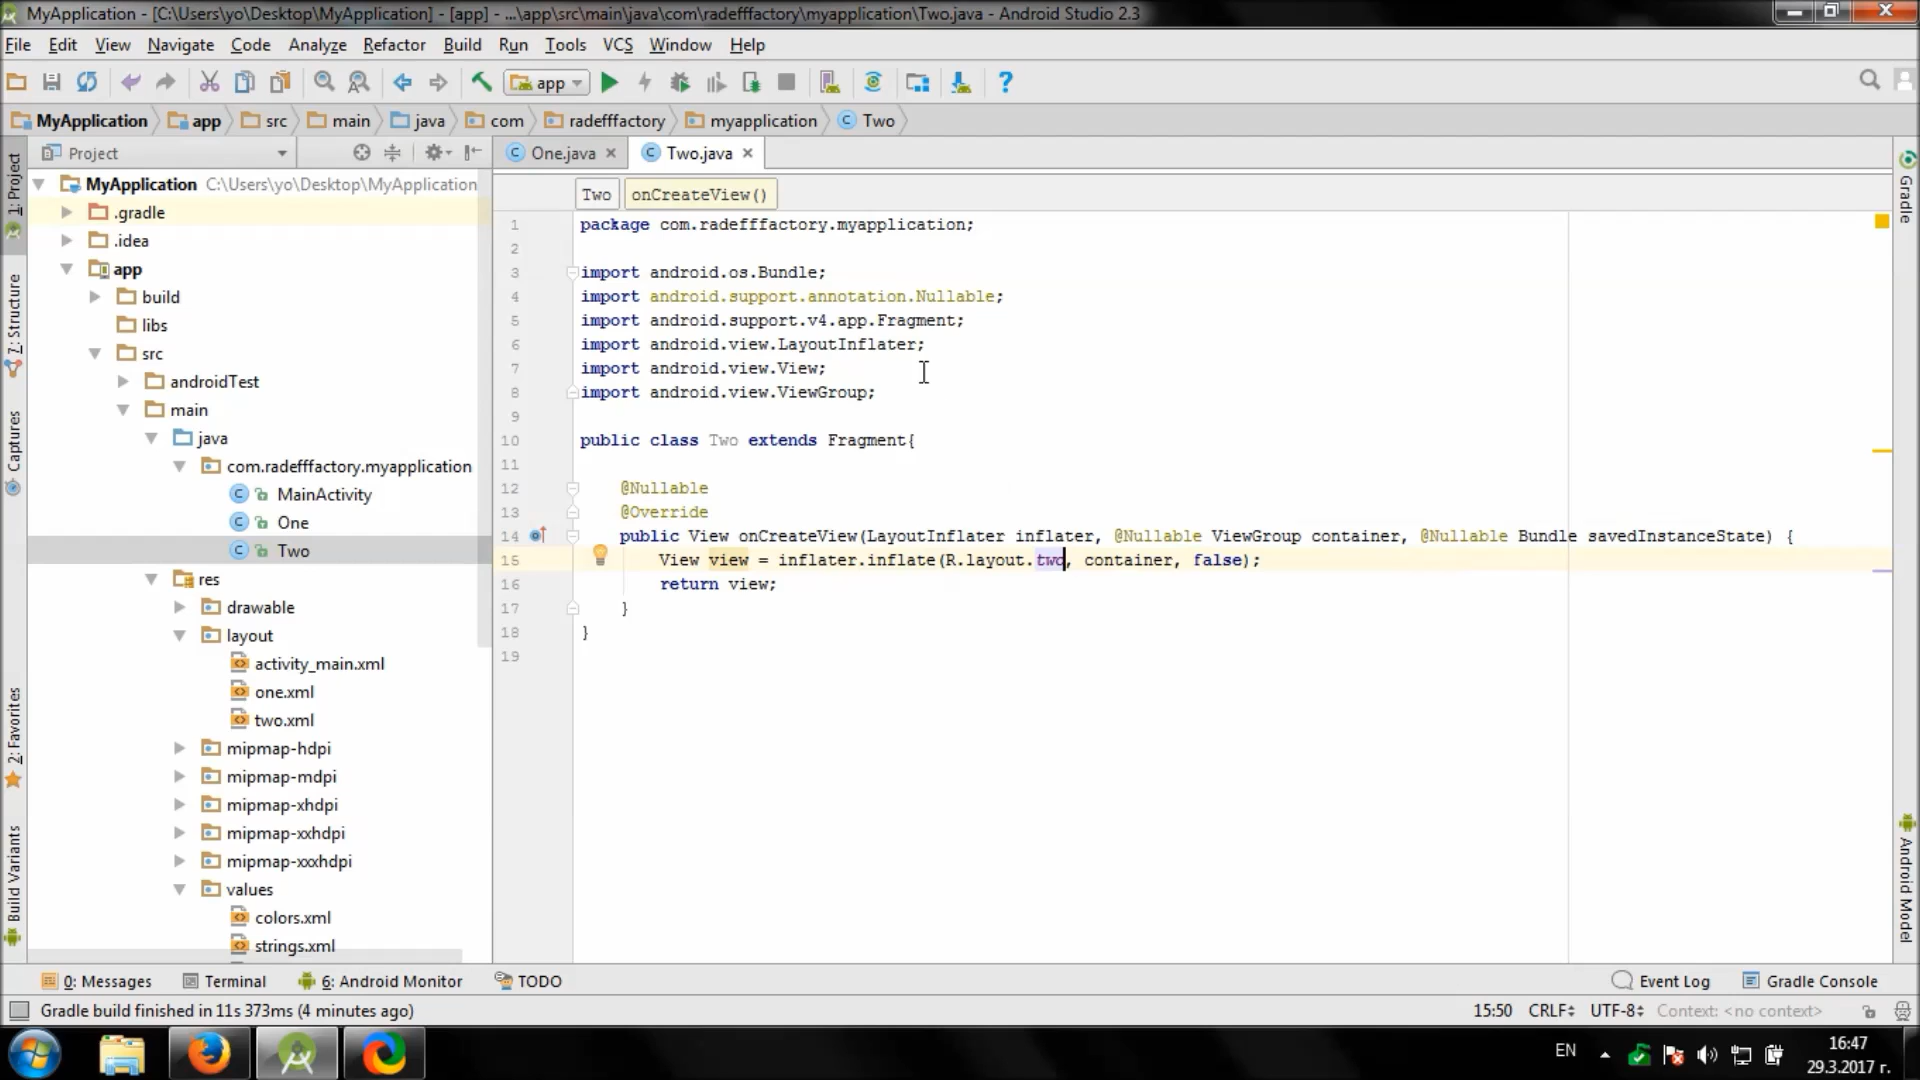 MyApplication - [C:\Users\yo\Desktop\MyApplication] - [app] - ...\app\src\main\java\com\radefffactory\myapplication\Two.java - Android Studio 2.3
File Edit View Navigate Code Analyze Refactor Build Run Tools VCS Window Help
app
MyApplication app src main java com radefffactory myapplication Two
Project
One.java Two.java
1: Project
7: Structure
Captures
2: Favorites
Build Variants
MyApplication C:\Users\yo\Desktop\MyApplication
.gradle
.idea
app
build
libs
src
androidTest
main
java
com.radefffactory.myapplication
MainActivity
One
Two
res
drawable
layout
activity_main.xml
one.xml
two.xml
mipmap-hdpi
mipmap-mdpi
mipmap-xhdpi
mipmap-xxhdpi
mipmap-xxxhdpi
values
colors.xml
strings.xml
Two onCreateView()
1 package com.radefffactory.myapplication;
2
3 import android.os.Bundle;
4 import android.support.annotation.Nullable;
5 import android.support.v4.app.Fragment;
6 import android.view.LayoutInflater;
7 import android.view.View;
8 import android.view.ViewGroup;
9
10 public class Two extends Fragment{
11
12 @Nullable
13 @Override
14 public View onCreateView(LayoutInflater inflater, @Nullable ViewGroup container, @Nullable Bundle savedInstanceState) {
15 View view = inflater.inflate(R.layout.two, container, false);
16 return view;
17 }
18 }
19
Gradle
Android Model
0: Messages Terminal 6: Android Monitor TODO Event Log Gradle Console
Gradle build finished in 11s 373ms (4 minutes ago) 15:50 CRLF UTF-8 Context: <no context>
EN 16:47
29.3.2017 г.